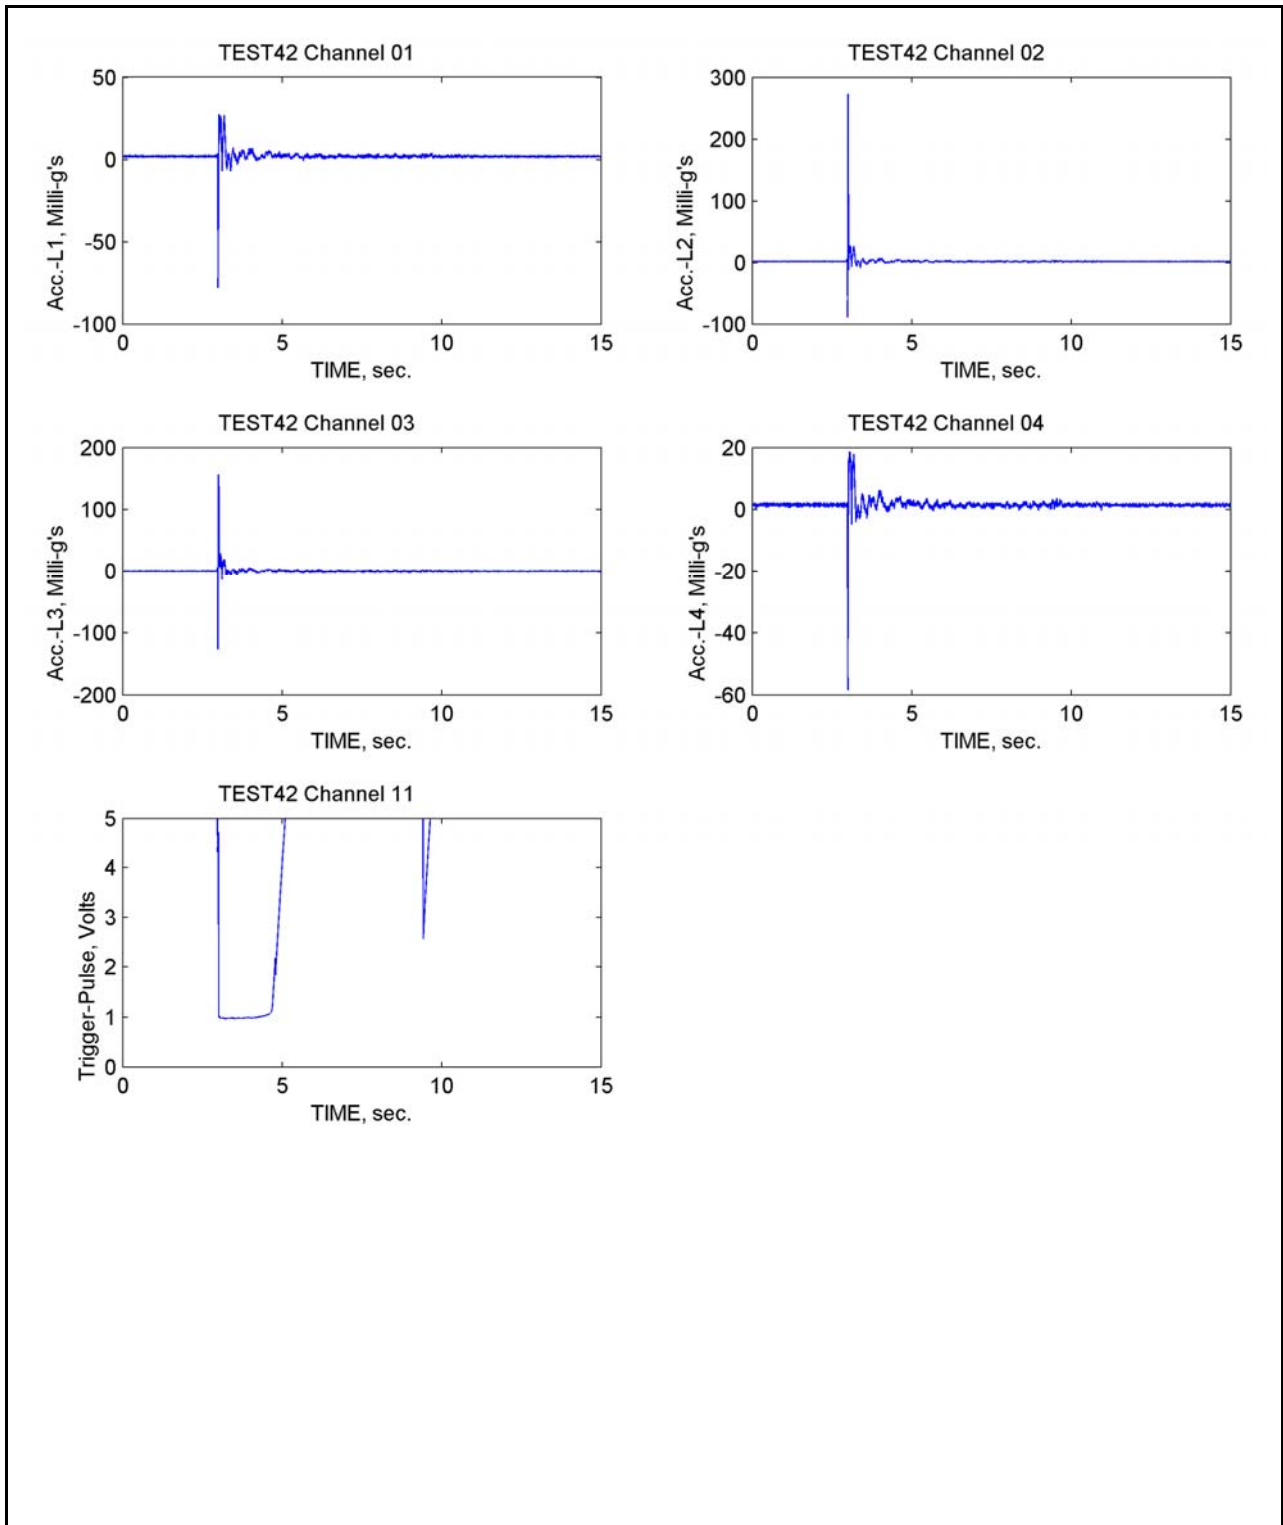 TEST42 Channel 01
50
0
-50
-100
Acc.-L1, Milli-g's
0 5 10 15
TIME, sec.
TEST42 Channel 02
300
200
100
0
-100
Acc.-L2, Milli-g's
0 5 10 15
TIME, sec.
TEST42 Channel 03
200
100
0
-100
-200
Acc.-L3, Milli-g's
0 5 10 15
TIME, sec.
TEST42 Channel 04
20
0
-20
-40
-60
Acc.-L4, Milli-g's
0 5 10 15
TIME, sec.
TEST42 Channel 11
5
4
3
2
1
0
Trigger-Pulse, Volts
0 5 10 15
TIME, sec.